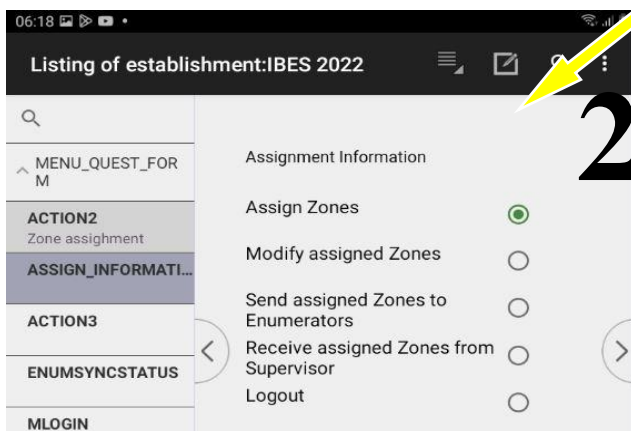 06:18
Listing of establishment:IBES 2022
2
MENU_QUEST_FOR
M
ACTION2
Zone assighment
ASSIGN_INFORMATI...
ACTION3
ENUMSYNCSTATUS
MLOGIN
Assignment Information
Assign Zones
Modify assigned Zones
Send assigned Zones to
Enumerators
Receive assigned Zones from
Supervisor
Logout